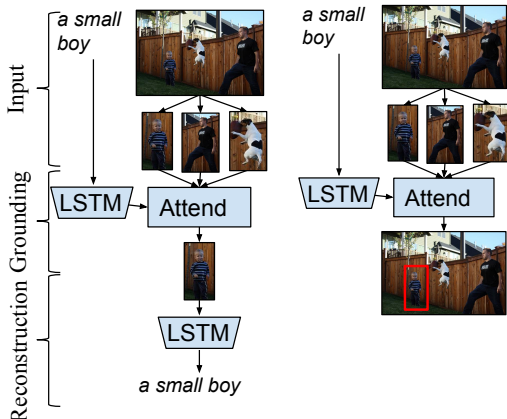 a small
boy
a small
boy
Input
LSTM
Attend
LSTM
Attend
Grounding
LSTM
Reconstruction
a small boy